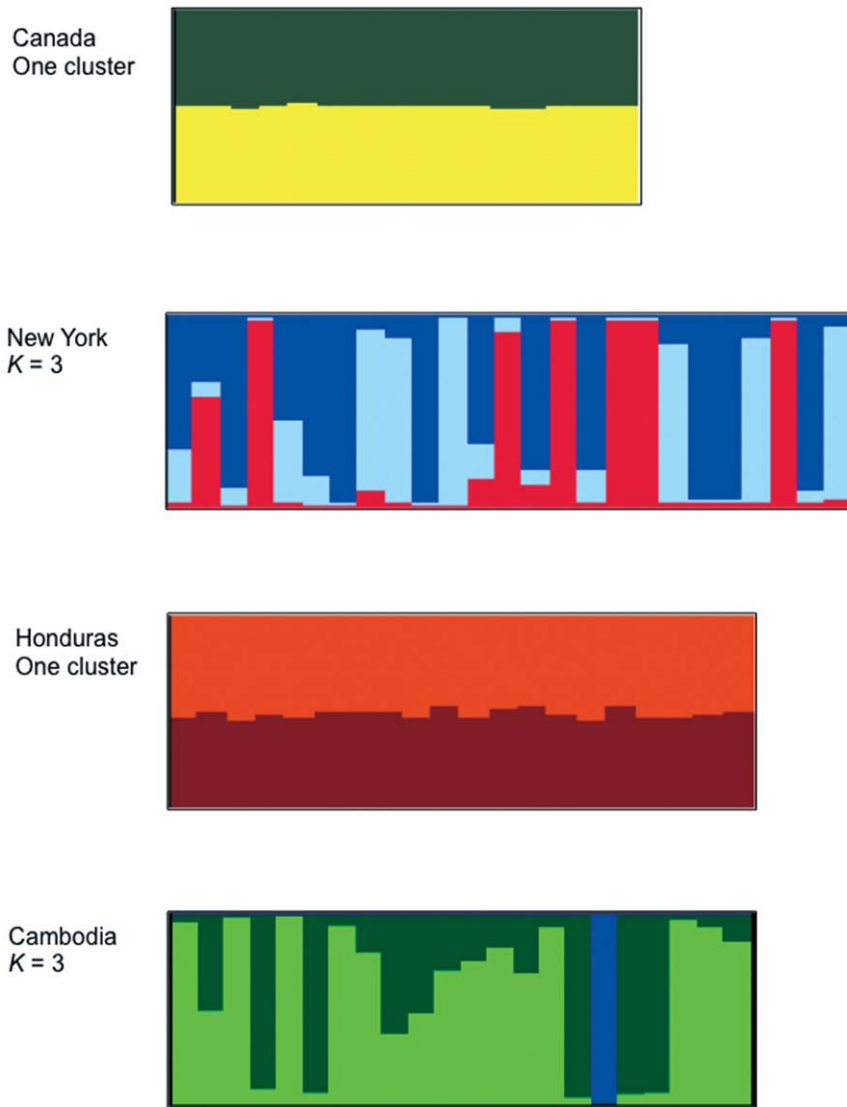 Canada
One cluster
New York
K = 3
Honduras
One cluster
Cambodia
K = 3